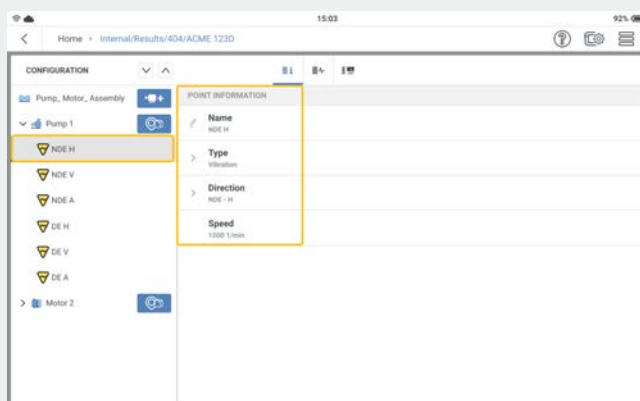 15:03
92%
Home › Internal/Results/404/ACME 123D
CONFIGURATION
POINT INFORMATION
Pump_Motor_Assembly
Pump 1
NDE H
NDE V
NDE A
DE H
DE V
DE A
Motor 2
Name
NDE H
Type
Vibration
Direction
NDE - H
Speed
1500 1/min